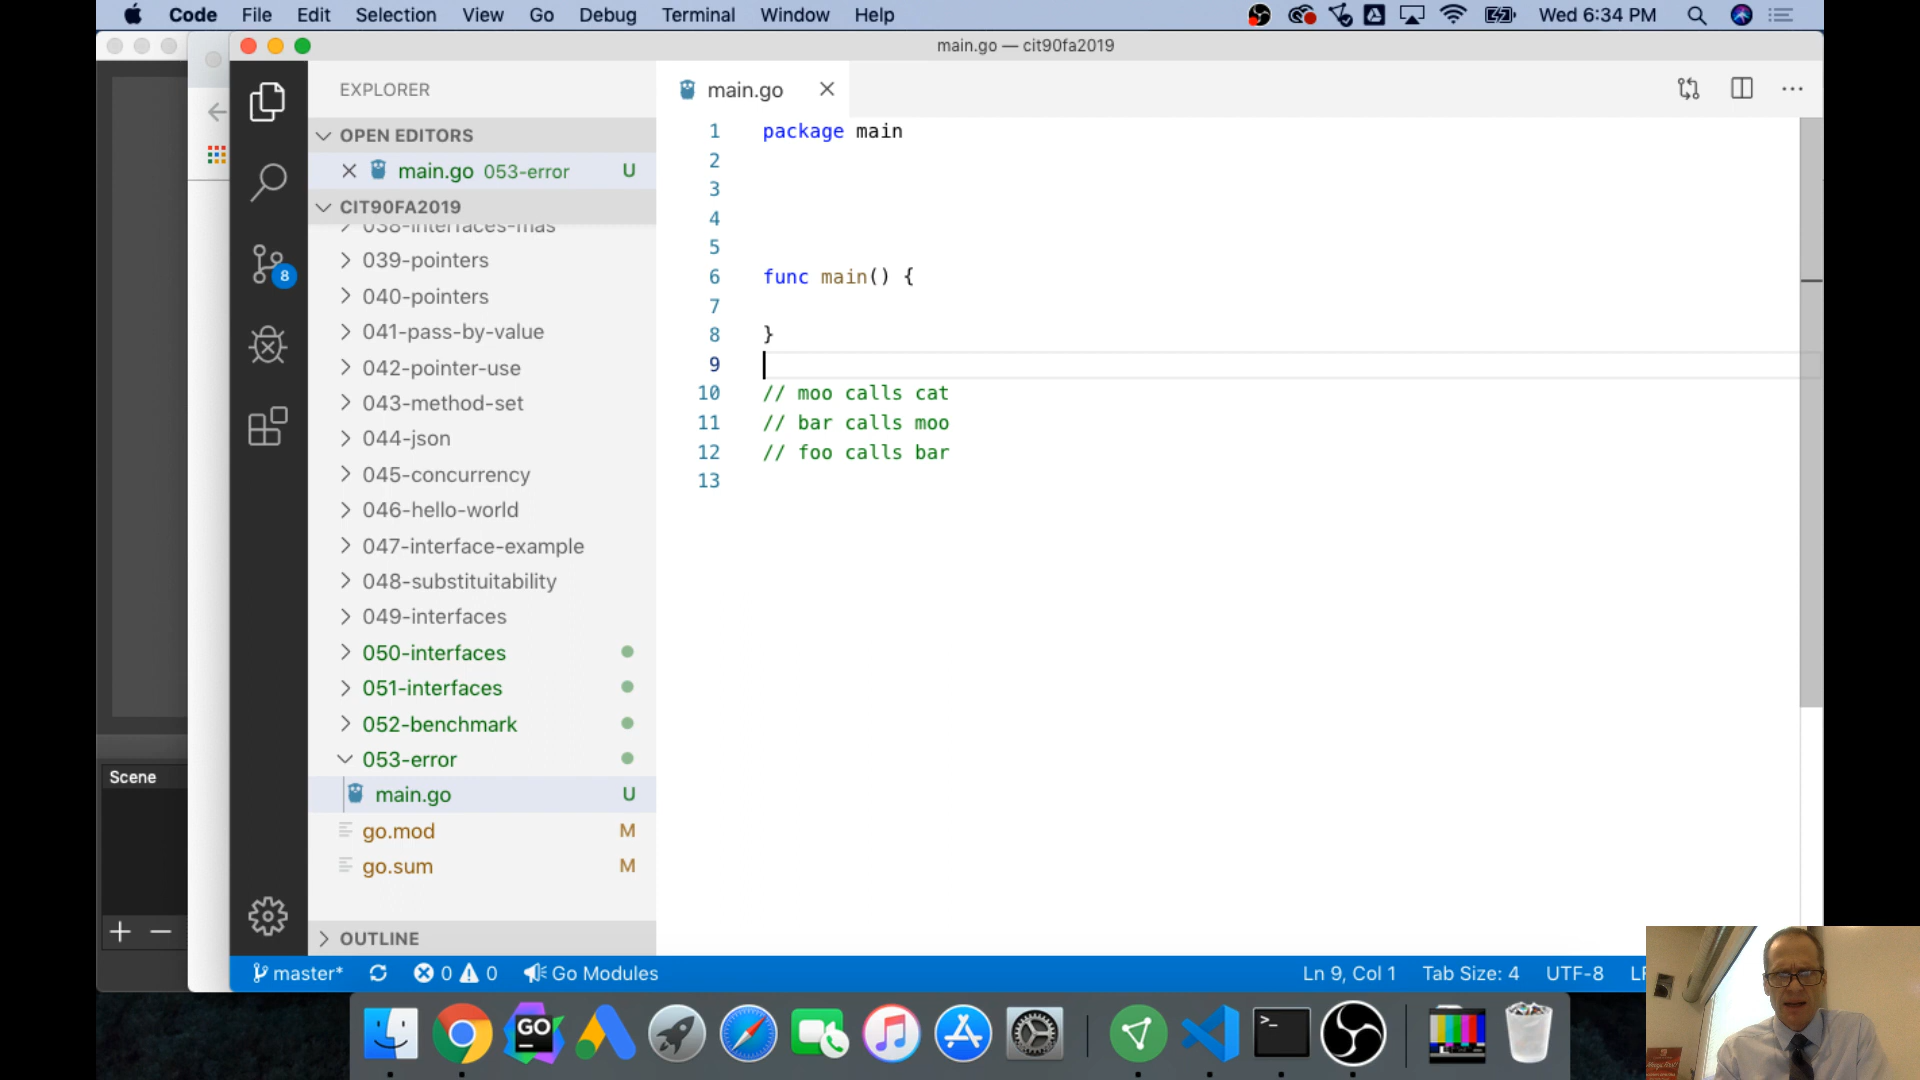 Code File Edit Selection View Go Debug Terminal Window Help Wed 6:34 PM
main.go — cit90fa2019
EXPLORER
main.go
OPEN EDITORS
main.go 053-error U
CIT90FA2019
038-interfaces-mas
039-pointers
040-pointers
041-pass-by-value
042-pointer-use
043-method-set
044-json
045-concurrency
046-hello-world
047-interface-example
048-substituitability
049-interfaces
050-interfaces
051-interfaces
052-benchmark
053-error
main.go U
go.mod M
go.sum M
OUTLINE
8
1 package main
2
3
4
5
6 func main() {
7
8 }
9
10 // moo calls cat
11 // bar calls moo
12 // foo calls bar
13
Scene
master* 0 0 Go Modules Ln 9, Col 1 Tab Size: 4 UTF-8 LF
GO